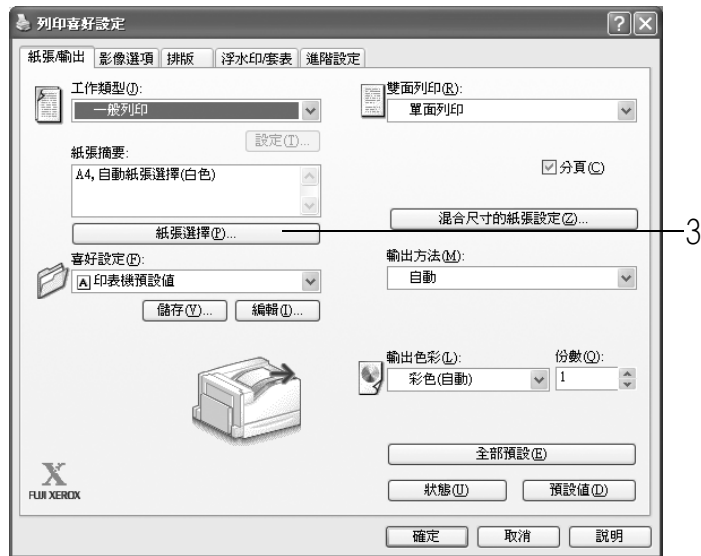 列印喜好設定
紙張/輸出 影像選項 排版 浮水印/套表 進階設定
工作類型(J):
一般列印
設定(T)...
紙張摘要:
A4, 自動紙張選擇(白色)
紙張選擇(P)...
喜好設定(F):
A 印表機預設值
儲存(V)... 編輯(I)...
雙面列印(R):
單面列印
分頁(C)
混合尺寸的紙張設定(Z)...
3
輸出方法(M):
自動
輸出色彩(L): 份數(O):
彩色(自動) 1
全部預設(E)
狀態(U) 預設值(D)
X
FUJI XEROX
確定 取消 說明